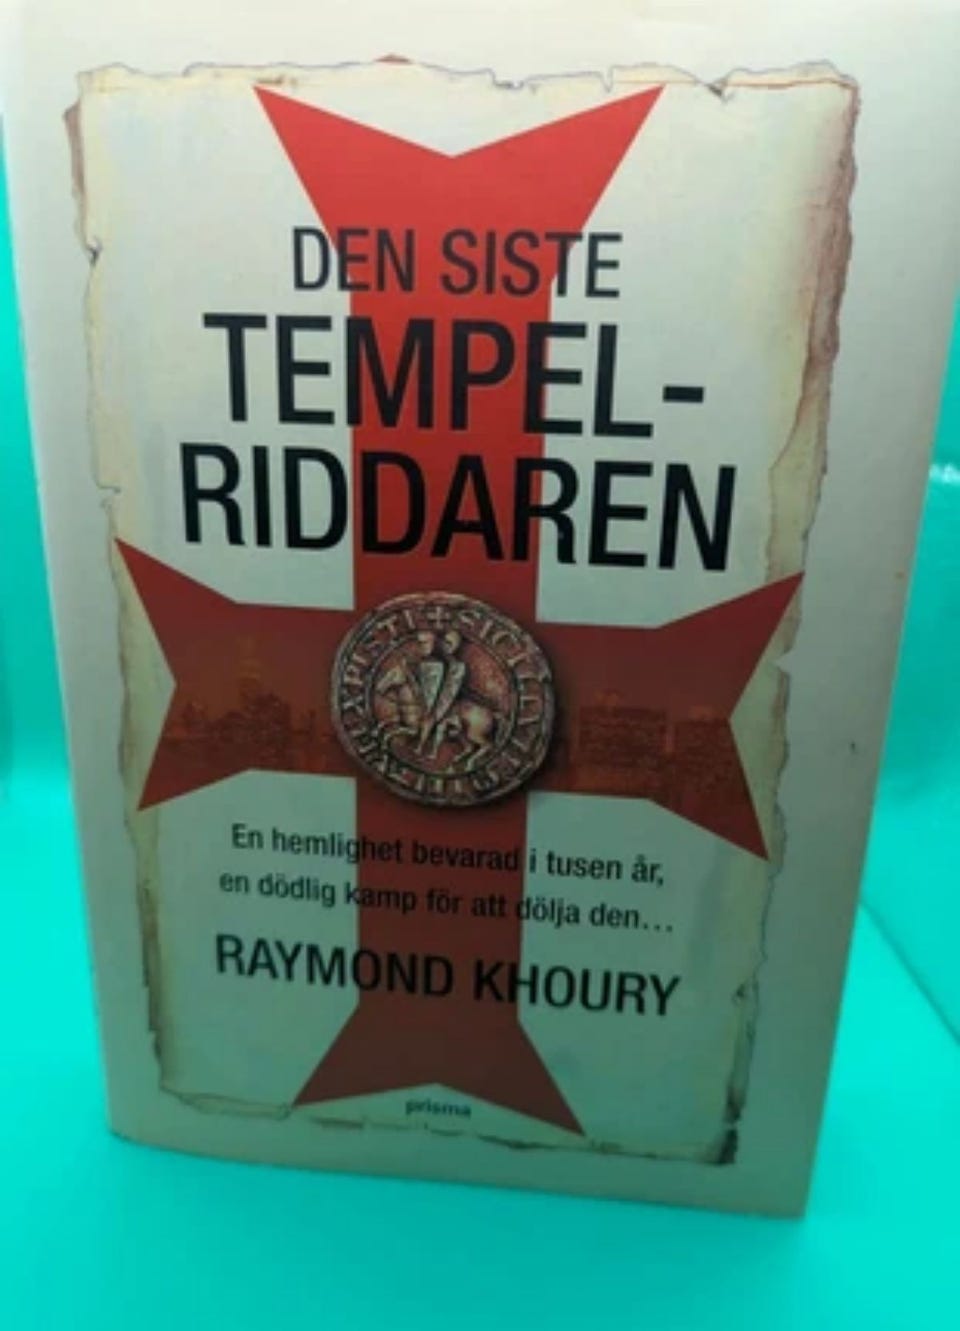 DEN SISTE
TEMPEL-
RIDDAREN
En hemlighet bevarad i tusen år,
en dödlig kamp för att dölja den...
RAYMOND KHOURY
prisma